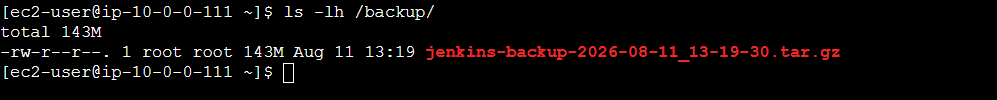 [ec2-user@ip-10-0-0-111 ~]$ ls -lh /backup/
total 143M
-rw-r--r--. 1 root root 143M Aug 11 13:19 jenkins-backup-2026-08-11_13-19-30.tar.gz
[ec2-user@ip-10-0-0-111 ~]$